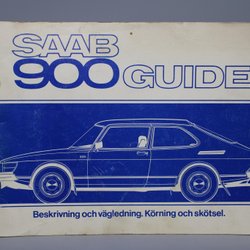 SAAB
900 GUIDE
Beskrivning och vägledning. Körning och skötsel.